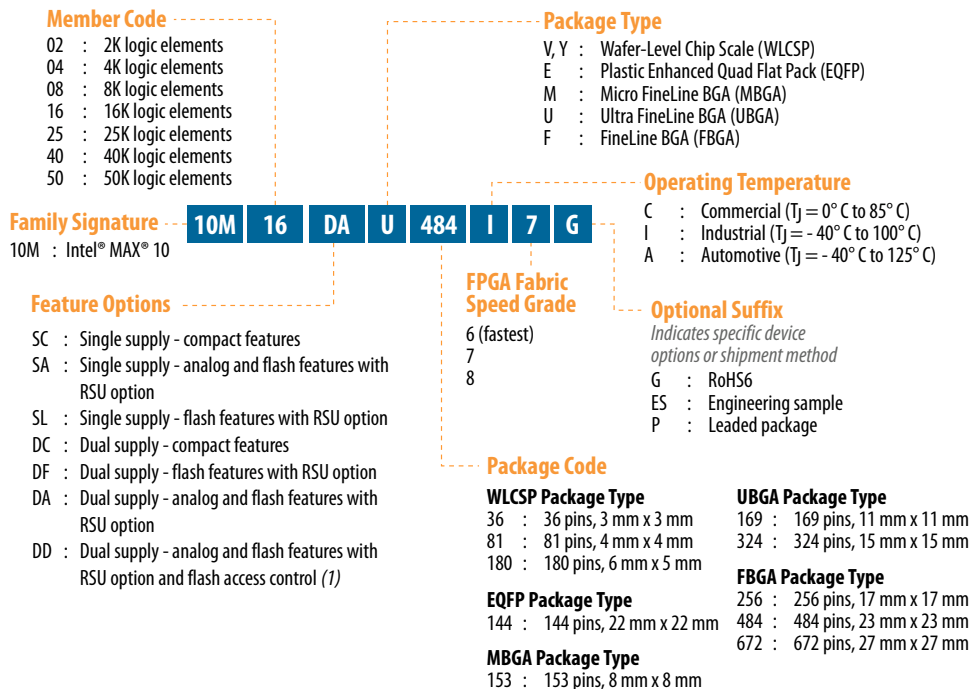 Member Code
02 : 2K logic elements
04 : 4K logic elements
08 : 8K logic elements
16 : 16K logic elements
25 : 25K logic elements
40 : 40K logic elements
50 : 50K logic elements
Package Type
V, Y : Wafer-Level Chip Scale (WLCSP)
E : Plastic Enhanced Quad Flat Pack (EQFP)
M : Micro FineLine BGA (MBGA)
U : Ultra FineLine BGA (UBGA)
F : FineLine BGA (FBGA)
Operating Temperature
C : Commercial (TJ = 0° C to 85° C)
I : Industrial (TJ = - 40° C to 100° C)
A : Automotive (TJ = - 40° C to 125° C)
Family Signature
10M : Intel® MAX® 10
10M 16 DA U 484 I 7 G
Feature Options
SC : Single supply - compact features
SA : Single supply - analog and flash features with
RSU option
SL : Single supply - flash features with RSU option
DC : Dual supply - compact features
DF : Dual supply - flash features with RSU option
DA : Dual supply - analog and flash features with
RSU option
DD : Dual supply - analog and flash features with
RSU option and flash access control (1)
FPGA Fabric
Speed Grade
6 (fastest)
7
8
Optional Suffix
Indicates specific device
options or shipment method
G : RoHS6
ES : Engineering sample
P : Leaded package
Package Code
WLCSP Package Type
36 : 36 pins, 3 mm x 3 mm
81 : 81 pins, 4 mm x 4 mm
180 : 180 pins, 6 mm x 5 mm
EQFP Package Type
144 : 144 pins, 22 mm x 22 mm
MBGA Package Type
153 : 153 pins, 8 mm x 8 mm
UBGA Package Type
169 : 169 pins, 11 mm x 11 mm
324 : 324 pins, 15 mm x 15 mm
FBGA Package Type
256 : 256 pins, 17 mm x 17 mm
484 : 484 pins, 23 mm x 23 mm
672 : 672 pins, 27 mm x 27 mm